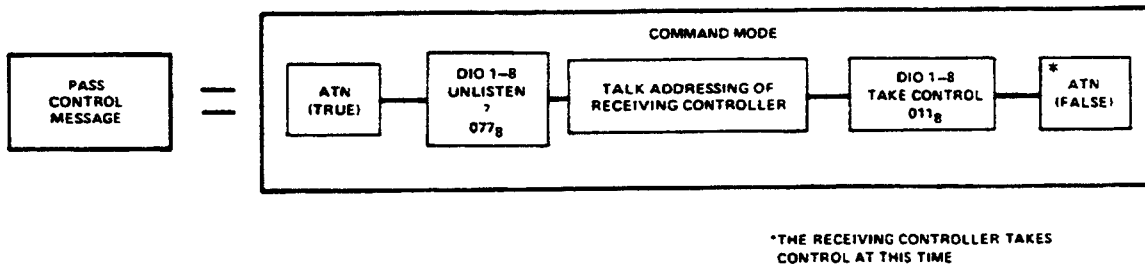 PASS
CONTROL
MESSAGE
=
COMMAND MODE
ATN
(TRUE)
DIO 1–8
UNLISTEN
?
077₈
TALK ADDRESSING OF
RECEIVING CONTROLLER
DIO 1–8
TAKE CONTROL
011₈
*
ATN
(FALSE)
*THE RECEIVING CONTROLLER TAKES
CONTROL AT THIS TIME